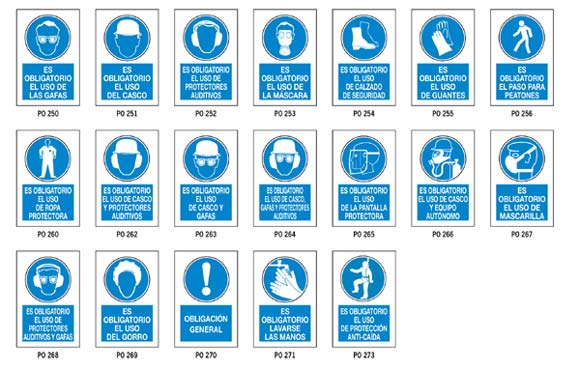 ES
OBLIGATORIO
EL USO DE
LAS GAFAS
PO 250
ES
OBLIGATORIO
EL USO
DEL CASCO
PO 251
ES OBLIGATORIO
EL USO DE
PROTECTORES
AUDITIVOS
PO 252
ES
OBLIGATORIO
EL USO DE
LA MÁSCARA
PO 253
ES OBLIGATORIO
EL USO
DE CALZADO
DE SEGURIDAD
PO 254
ES
OBLIGATORIO
EL USO
DE GUANTES
PO 255
ES
OBLIGATORIO
EL PASO PARA
PEATONES
PO 256
ES OBLIGATORIO
EL USO
DE ROPA
PROTECTORA
PO 260
ES OBLIGATORIO
EL USO DE CASCO
Y PROTECTORES
AUDITIVOS
PO 262
ES OBLIGATORIO
EL USO
DE CASCO Y
GAFAS
PO 263
ES OBLIGATORIO
EL USO DE CASCO,
GAFAS Y PROTECTORES
AUDITIVOS
PO 264
ES OBLIGATORIO
EL USO
DE LA PANTALLA
PROTECTORA
PO 265
ES OBLIGATORIO
EL USO DE CASCO
Y EQUIPO
AUTÓNOMO
PO 266
ES
OBLIGATORIO
EL USO DE
MASCARILLA
PO 267
ES OBLIGATORIO
EL USO DE
PROTECTORES
AUDITIVOS Y GAFAS
PO 268
ES
OBLIGATORIO
EL USO
DEL GORRO
PO 269
OBLIGACIÓN
GENERAL
PO 270
ES
OBLIGATORIO
LAVARSE
LAS MANOS
PO 271
ES OBLIGATORIO
EL USO
DE PROTECCIÓN
ANTI-CAÍDA
PO 273